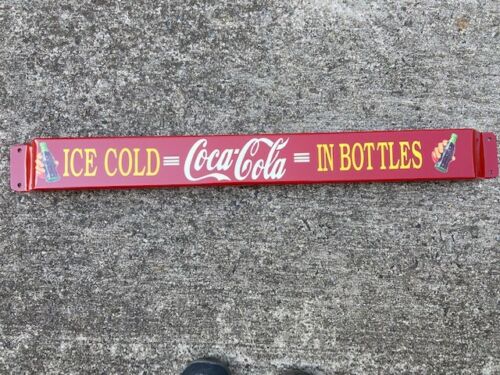 ICE COLD = Coca-Cola = IN BOTTLES